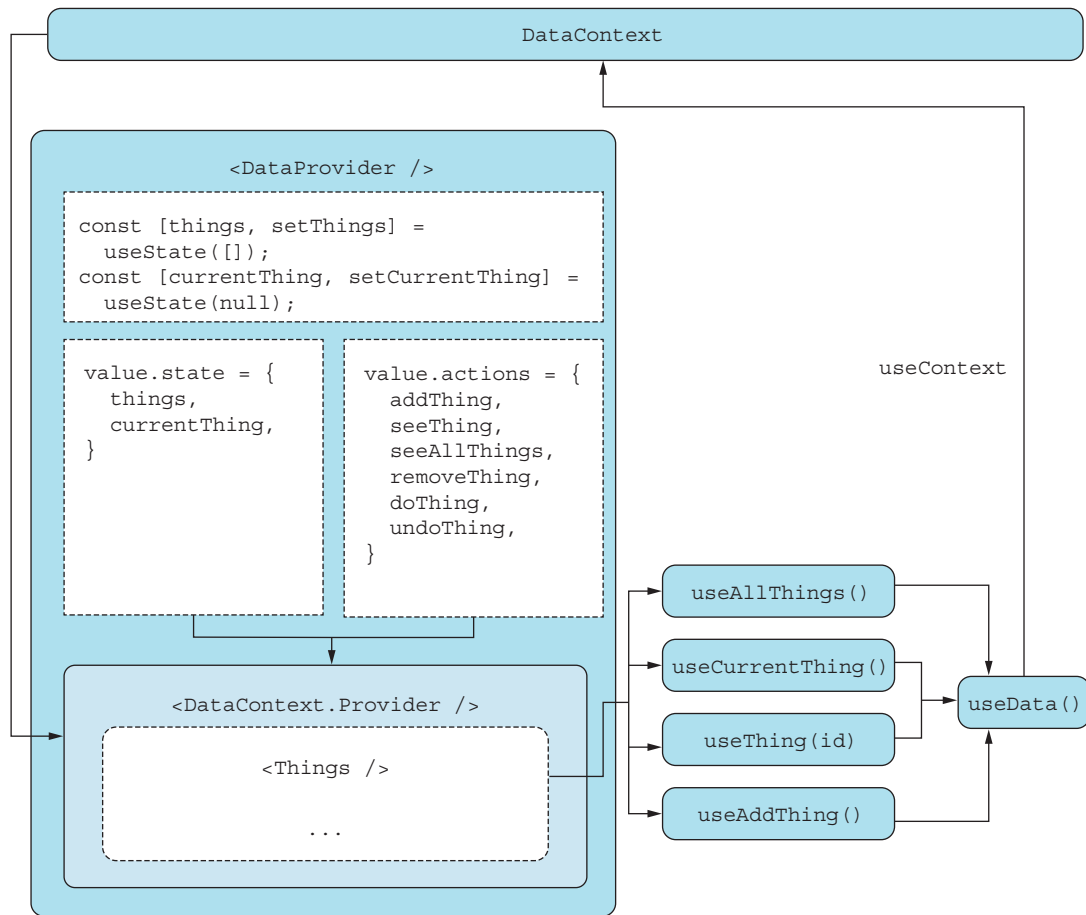 DataContext
<DataProvider />
const [things, setThings] =
  useState([]);
const [currentThing, setCurrentThing] =
  useState(null);
value.state = {
  things,
  currentThing,
}
value.actions = {
  addThing,
  seeThing,
  seeAllThings,
  removeThing,
  doThing,
  undoThing,
}
useContext
<DataContext.Provider />
<Things />
...
useAllThings()
useCurrentThing()
useThing(id)
useAddThing()
useData()